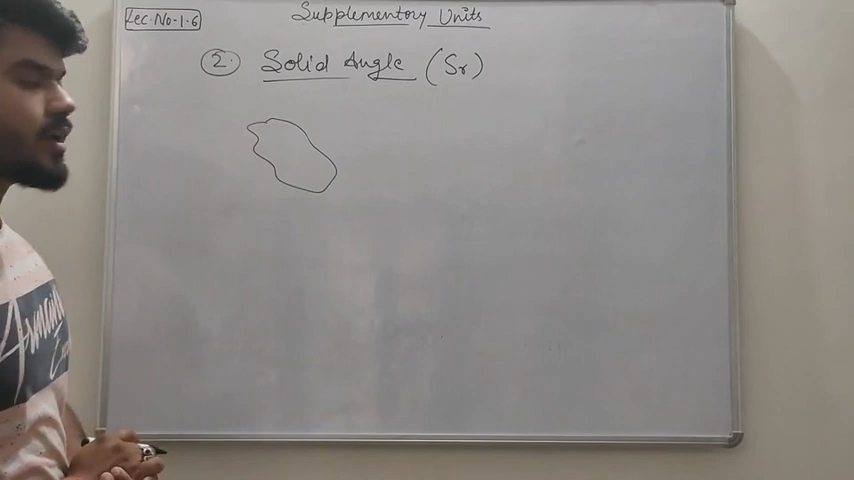 Lec. No-1.6
Supplementory Units
2. Solid Angle (Sr)